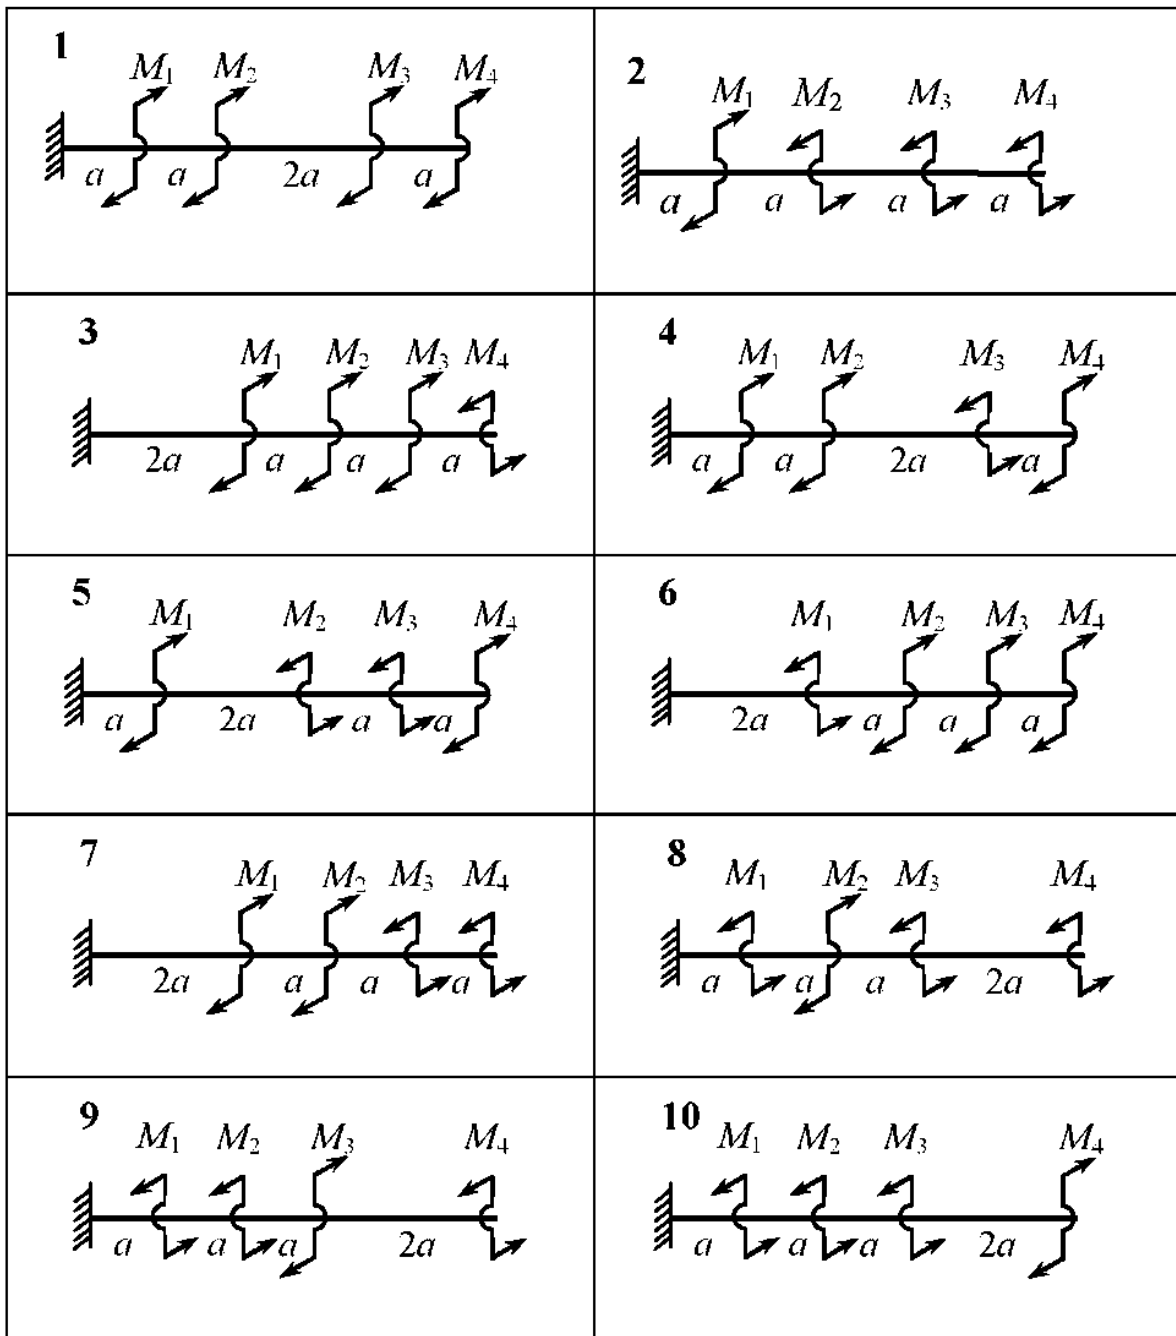 1
M₁ M₂ M₃ M₄
a a 2a a
2
M₁ M₂ M₃ M₄
a a a a
3
M₁ M₂ M₃ M₄
2a a a a
4
M₁ M₂ M₃ M₄
a a 2a a
5
M₁ M₂ M₃ M₄
a 2a a a
6
M₁ M₂ M₃ M₄
2a a a a
7
M₁ M₂ M₃ M₄
2a a a a
8
M₁ M₂ M₃ M₄
a a a 2a
9
M₁ M₂ M₃ M₄
a a a 2a
10
M₁ M₂ M₃ M₄
a a a 2a